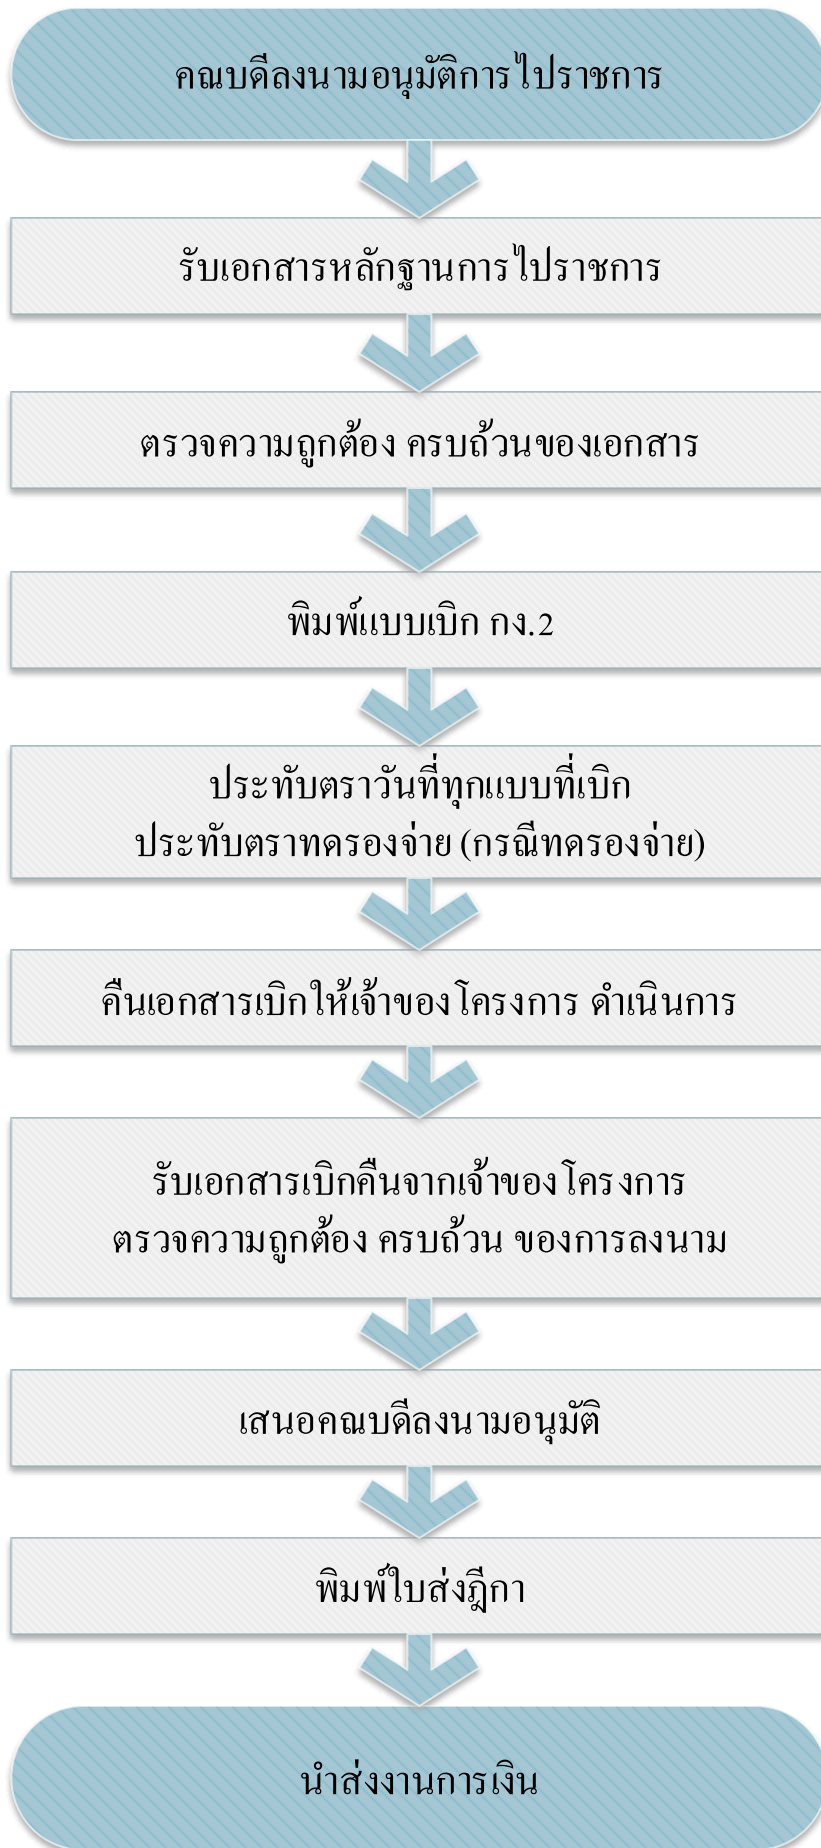 คณบดีลงนามอนุมัติการไปราชการ
รับเอกสารหลักฐานการไปราชการ
ตรวจความถูกต้อง ครบถ้วนของเอกสาร
พิมพ์แบบเบิก กง.2
ประทับตราวันที่ทุกแบบที่เบิก
ประทับตราทดรองจ่าย (กรณีทดรองจ่าย)
คืนเอกสารเบิกให้เจ้าของโครงการ ดำเนินการ
รับเอกสารเบิกคืนจากเจ้าของโครงการ
ตรวจความถูกต้อง ครบถ้วน ของการลงนาม
เสนอคณบดีลงนามอนุมัติ
พิมพ์ใบส่งฎีกา
นำส่งงานการเงิน